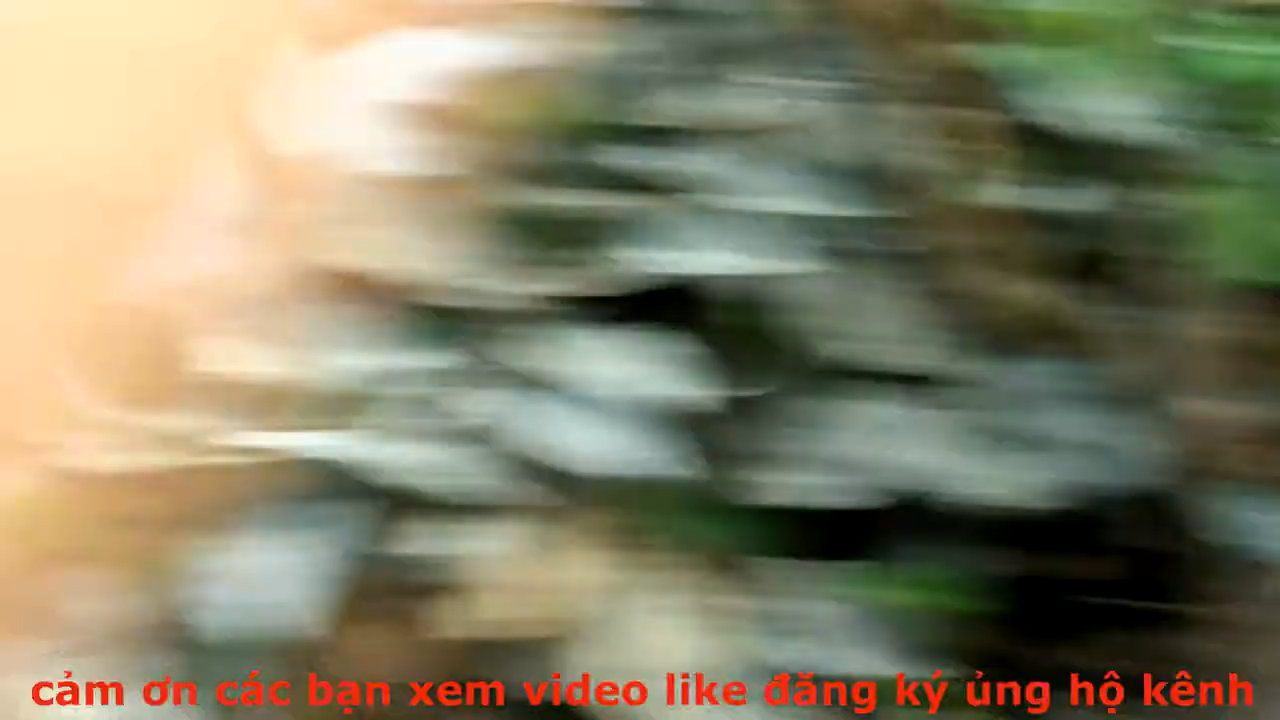 cảm ơn các bạn xem video like đăng ký ủng hộ kênh